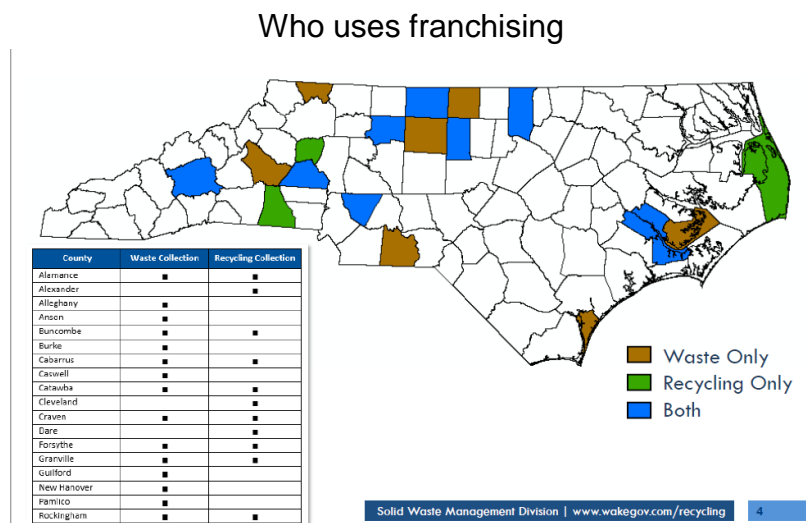 Who uses franchising
County Waste Collection Recycling Collection
Alamance ■ ■
Alexander ■
Alleghany ■
Anson ■
Buncombe ■ ■
Burke ■
Cabarrus ■ ■
Caswell ■
Catawba ■ ■
Cleveland ■
Craven ■ ■
Dare ■
Forsythe ■ ■
Granville ■ ■
Guilford ■
New Hanover ■
Pamlico ■
Rockingham ■ ■
Waste Only
Recycling Only
Both
Solid Waste Management Division | www.wakegov.com/recycling 4